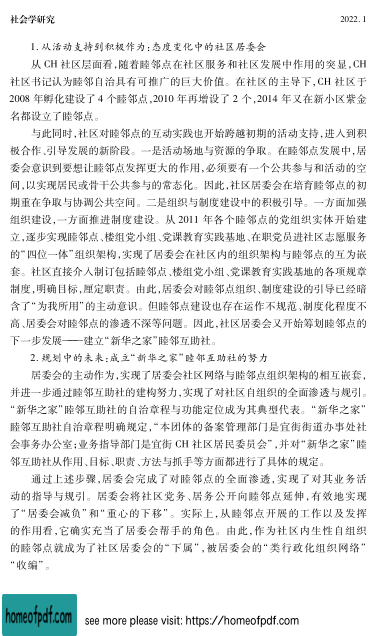 社会学研究 2022.1
1. 从活动支持到积极作为:态度变化中的社区居委会
从 CH 社区层面看,随着睦邻点在社区服务和社区发展中作用的突显,CH
社区书记认为睦邻自治具有可推广的巨大价值。在社区的主导下,CH 社区于
2008 年孵化建设了 4 个睦邻点,2010 年再增设了 2 个,2014 年又在新小区紫金
名都设立了睦邻点。
与此同时,社区对睦邻点的互动实践也开始跨越初期的活动支持,进入到积
极合作、引导发展的新阶段。一是活动场地与资源的争取。在睦邻点发展中,居
委会意识到要想让睦邻点发挥更大的作用,必须要有一个公共参与和活动的空
间,以实现居民或骨干公共参与的常态化。因此,社区居委会在培育睦邻点的初
期重在争取与协调公共空间。二是组织与制度建设中的积极引导。一方面加强
组织建设,一方面推进制度建设。从 2011 年各个睦邻点的党组织实体开始建
立,逐步实现睦邻点、楼组党小组、党课教育实践基地、在职党员进社区志愿服务
的“四位一体”组织架构,实现了居委会在社区内的组织架构与睦邻点的互为嵌
套。社区直接介入制订包括睦邻点、楼组党小组、党课教育实践基地的各项规章
制度,明确目标,厘定职责。由此,居委会对睦邻点组织、制度建设的引导已经暗
含了“为我所用”的主动意识。但睦邻点建设也存在运作不规范、制度化程度不
高、居委会对睦邻点的渗透不深等问题。因此,社区居委会又开始筹划睦邻点的
下一步发展——建立“新华之家”睦邻互助社。
2. 规划中的未来:成立“新华之家”睦邻互助社的努力
居委会的主动作为,实现了居委会社区网络与睦邻点组织架构的相互嵌套,
并进一步通过睦邻互助社的建构努力,实现了对社区自组织的全面渗透与规引。
“新华之家”睦邻互助社的自治章程与功能定位成为其典型代表。“新华之家”
睦邻互助社自治章程明确规定,“本团体的备案管理部门是宜街街道办事处社
会事务办公室;业务指导部门是宜街 CH 社区居民委员会”,并对“新华之家”睦
邻互助社从作用、目标、职责、方法与抓手等方面都进行了具体的规定。
通过上述步骤,居委会完成了对睦邻点的全面渗透,实现了对其业务活
动的指导与规引。居委会将社区党务、居务公开向睦邻点延伸,有效地实现
了“居委会减负”和“重心的下移”。实际上,从睦邻点开展的工作以及发挥
的作用看,它确实充当了居委会帮手的角色。由此,作为社区内生性自组织
的睦邻点就成为了社区居委会的“下属”,被居委会的“类行政化组织网络”
“收编”。
homeofpdf.com see more please visit: https://homeofpdf.com